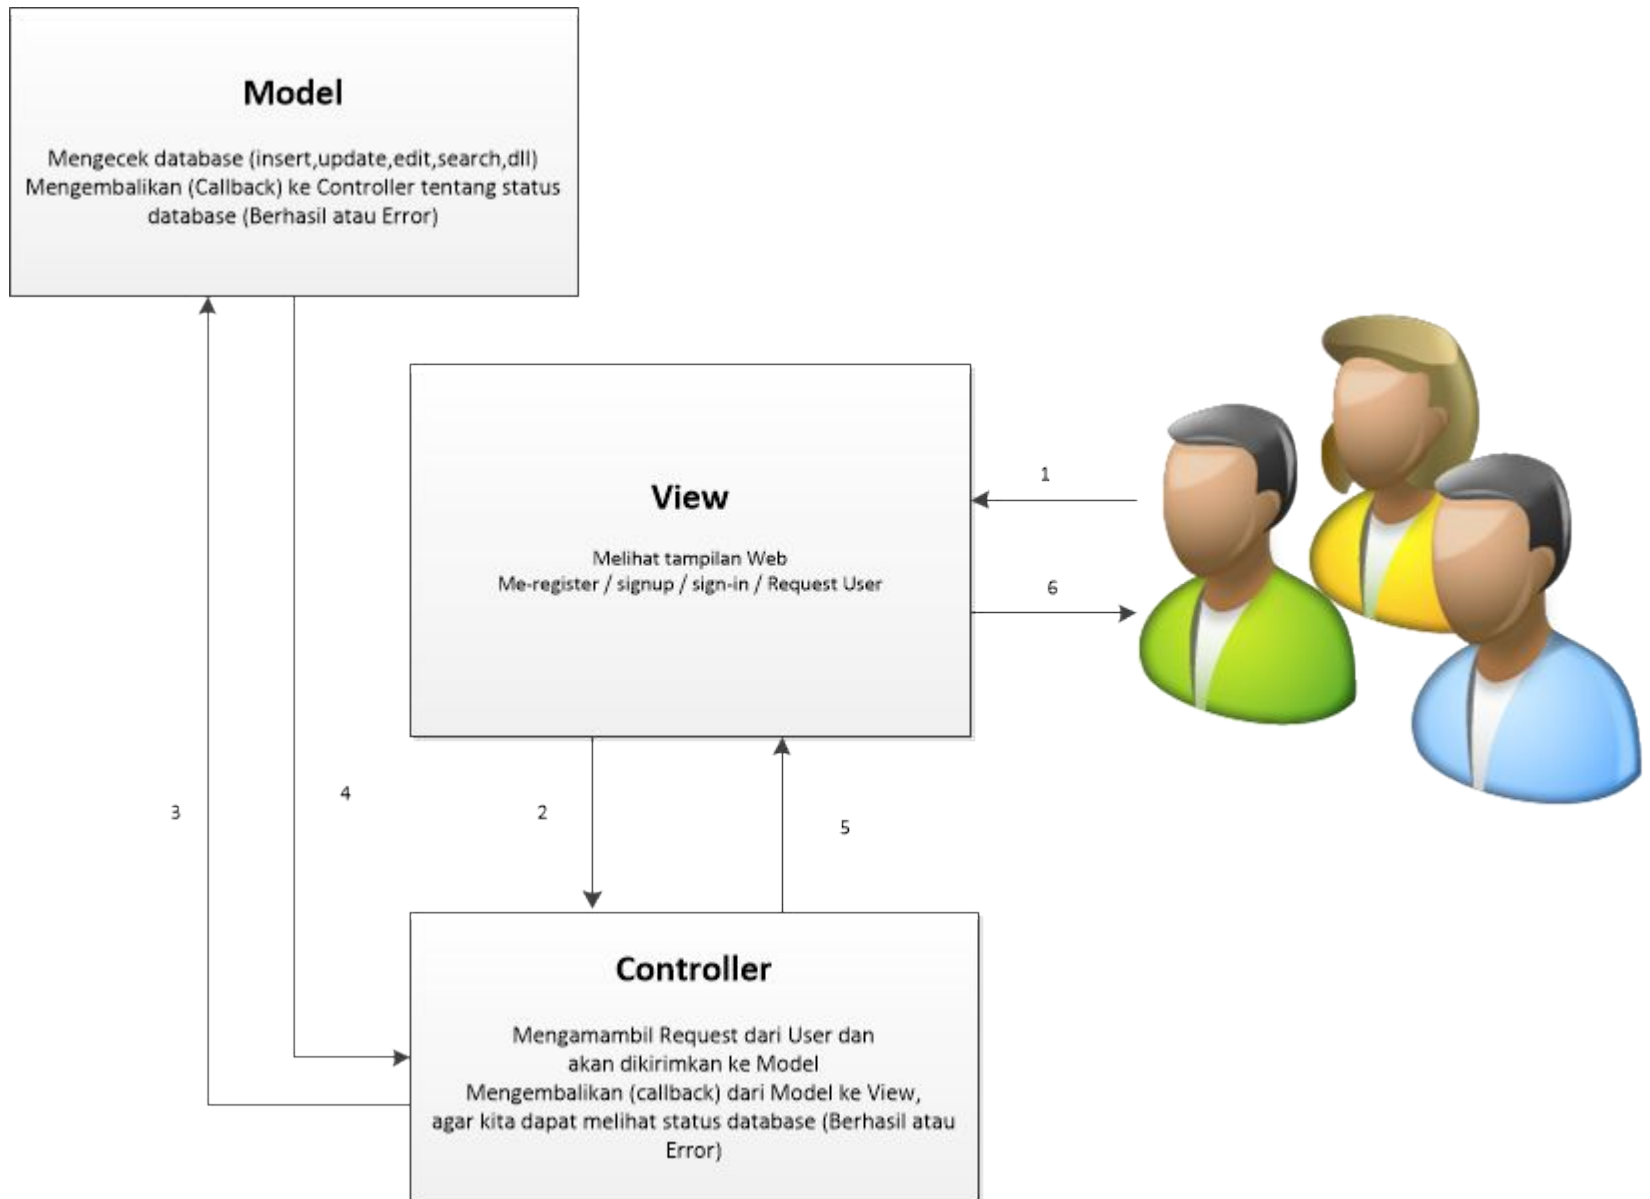 Model
Mengecek database (insert,update,edit,search,dll)
Mengembalikan (Callback) ke Controller tentang status
database (Berhasil atau Error)
View
Melihat tampilan Web
Me-register / signup / sign-in / Request User
1
6
3
4
2
5
Controller
Mengamambil Request dari User dan
akan dikirimkan ke Model
Mengembalikan (callback) dari Model ke View,
agar kita dapat melihat status database (Berhasil atau
Error)